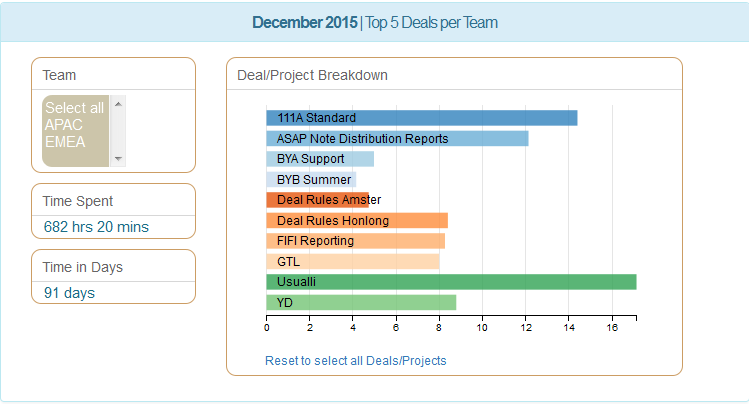 December 2015 | Top 5 Deals per Team
Team
Select all
APAC
EMEA
Time Spent
682 hrs 20 mins
Time in Days
91 days
Deal/Project Breakdown
111A Standard
ASAP Note Distribution Reports
BYA Support
BYB Summer
Deal Rules Amster
Deal Rules Honlong
FIFI Reporting
GTL
Usualli
YD
0 2 4 6 8 10 12 14 16
Reset to select all Deals/Projects